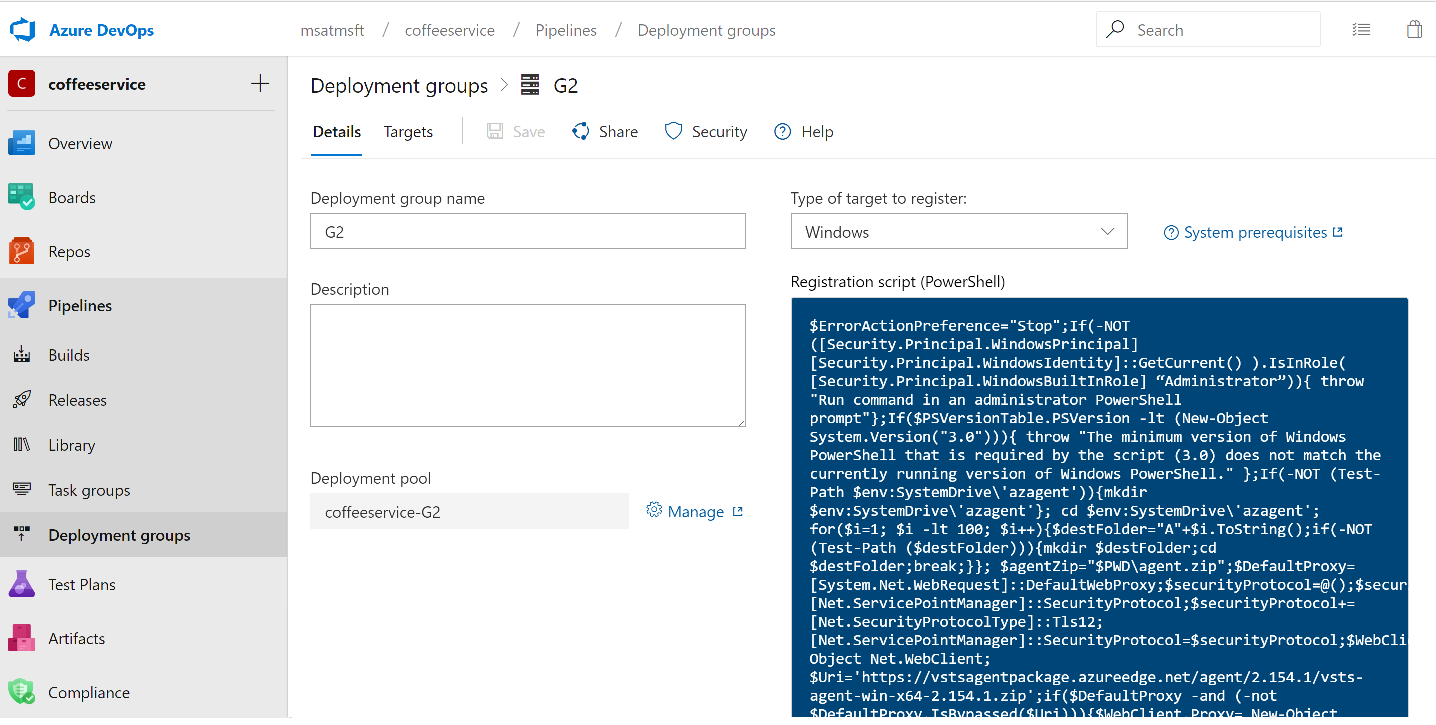 Azure DevOps
msatmsft / coffeeservice / Pipelines / Deployment groups
Search
C coffeeservice
Overview
Boards
Repos
Pipelines
Builds
Releases
Library
Task groups
Deployment groups
Test Plans
Artifacts
Compliance
Deployment groups > G2
Details Targets Save Share Security Help
Deployment group name
G2
Description
Deployment pool
coffeeservice-G2 Manage
Type of target to register:
Windows System prerequisites
Registration script (PowerShell)
$ErrorActionPreference="Stop";If(-NOT
([Security.Principal.WindowsPrincipal]
[Security.Principal.WindowsIdentity]::GetCurrent() ).IsInRole(
[Security.Principal.WindowsBuiltInRole] “Administrator”)){ throw
"Run command in an administrator PowerShell
prompt"};If($PSVersionTable.PSVersion -lt (New-Object
System.Version("3.0"))){ throw "The minimum version of Windows
PowerShell that is required by the script (3.0) does not match the
currently running version of Windows PowerShell." };If(-NOT (Test-
Path $env:SystemDrive\'azagent')){mkdir
$env:SystemDrive\'azagent'}; cd $env:SystemDrive\'azagent';
for($i=1; $i -lt 100; $i++){$destFolder="A"+$i.ToString();if(-NOT
(Test-Path ($destFolder))){mkdir $destFolder;cd
$destFolder;break;}}; $agentZip="$PWD\agent.zip";$DefaultProxy=
[System.Net.WebRequest]::DefaultWebProxy;$securityProtocol=@();$secur
[Net.ServicePointManager]::SecurityProtocol;$securityProtocol+=
[Net.SecurityProtocolType]::Tls12;
[Net.ServicePointManager]::SecurityProtocol=$securityProtocol;$WebCli
Object Net.WebClient;
$Uri='https://vstsagentpackage.azureedge.net/agent/2.154.1/vsts-
agent-win-x64-2.154.1.zip';if($DefaultProxy -and (-not
$DefaultProxy.IsBypassed($Uri))){$WebClient.Proxy= New-Object